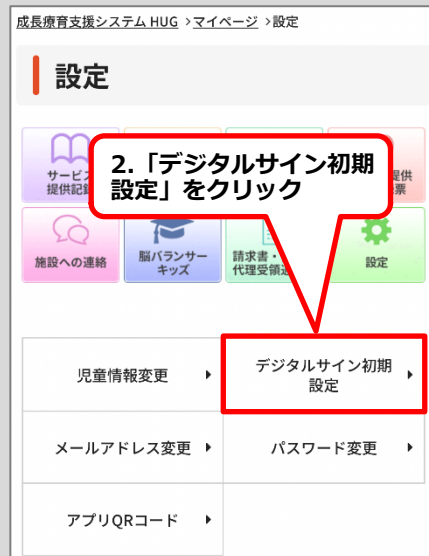 成長療育支援システム HUG >マイページ >設定
設定
2.「デジタルサイン初期
設定」をクリック
サービス
提供記録
提供
票
施設への連絡
脳バランサー
キッズ
請求書・
代理受領通
設定
児童情報変更
デジタルサイン初期
設定
メールアドレス変更
パスワード変更
アプリQRコード